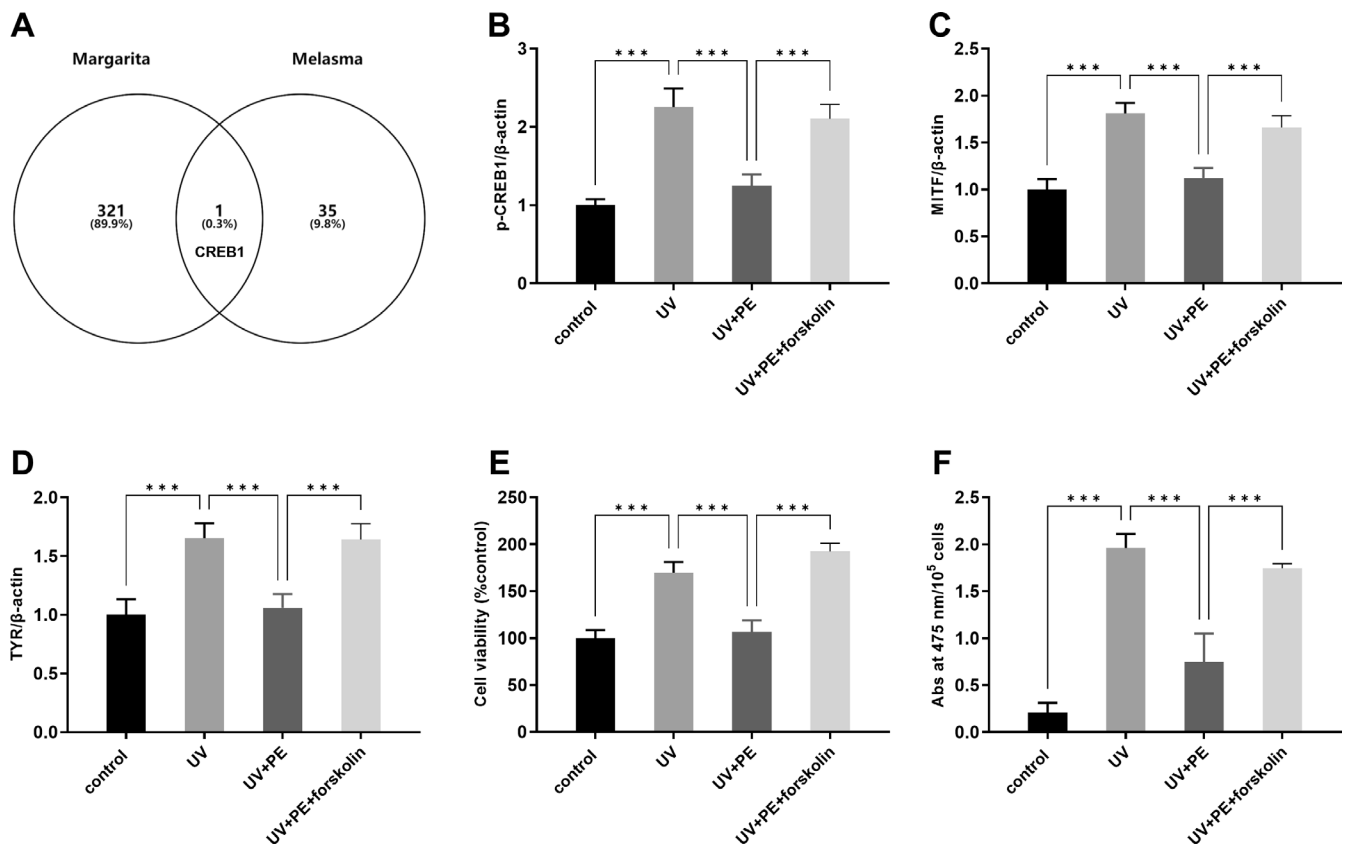 A
Margarita
Melasma
321
(89.9%)
1
(0.3%)
CREB1
35
(9.8%)
B
p-CREB1/β-actin
3
2
1
0
* * *
* * *
* * *
control
UV
UV+PE
UV+PE+forskolin
C
MITF/β-actin
2.5
2.0
1.5
1.0
0.5
0.0
* * *
* * *
* * *
control
UV
UV+PE
UV+PE+forskolin
D
TYR/β-actin
2.0
1.5
1.0
0.5
0.0
* * *
* * *
* * *
control
UV
UV+PE
UV+PE+forskolin
E
Cell viability (%control)
250
200
150
100
50
0
* * *
* * *
* * *
control
UV
UV+PE
UV+PE+forskolin
F
Abs at 475 nm/10⁵ cells
2.5
2.0
1.5
1.0
0.5
0.0
* * *
* * *
* * *
control
UV
UV+PE
UV+PE+forskolin